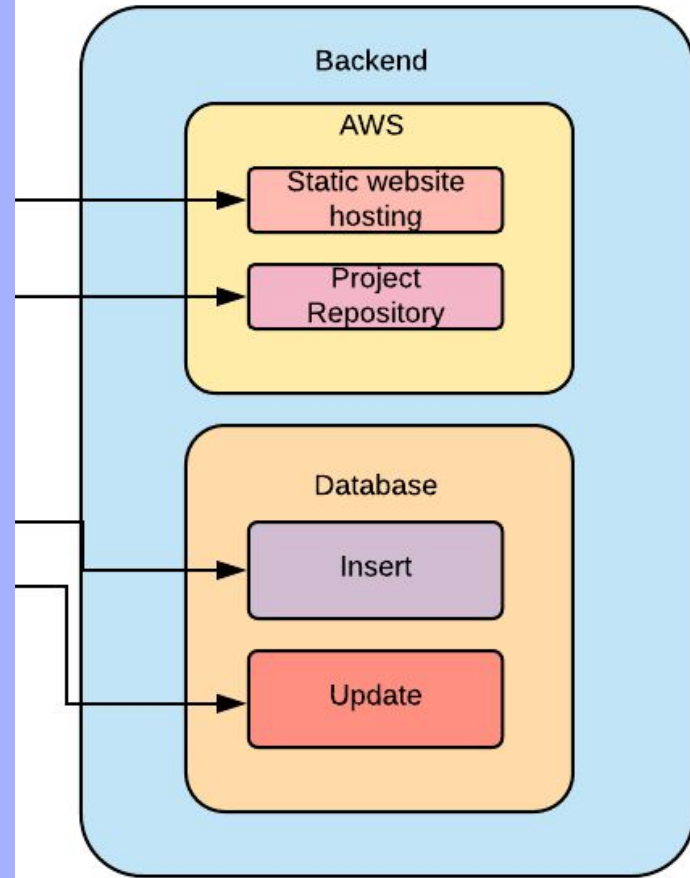 Backend
AWS
Static website
hosting
Project
Repository
Database
Insert
Update